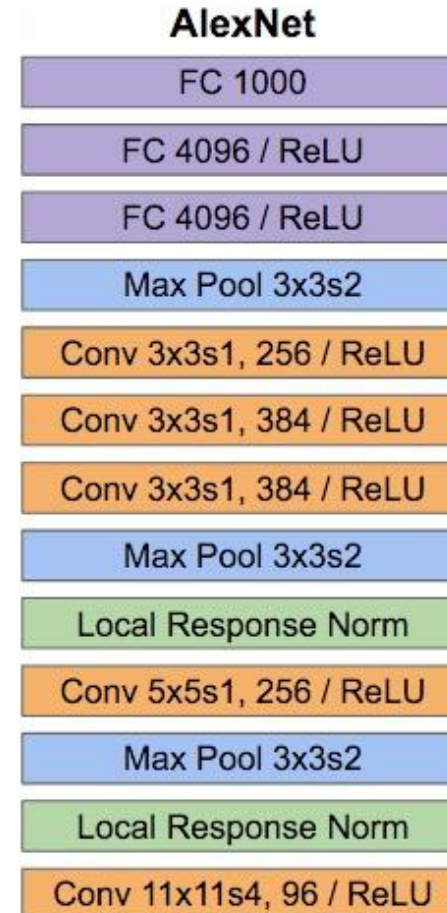 AlexNet
FC 1000
FC 4096 / ReLU
FC 4096 / ReLU
Max Pool 3x3s2
Conv 3x3s1, 256 / ReLU
Conv 3x3s1, 384 / ReLU
Conv 3x3s1, 384 / ReLU
Max Pool 3x3s2
Local Response Norm
Conv 5x5s1, 256 / ReLU
Max Pool 3x3s2
Local Response Norm
Conv 11x11s4, 96 / ReLU